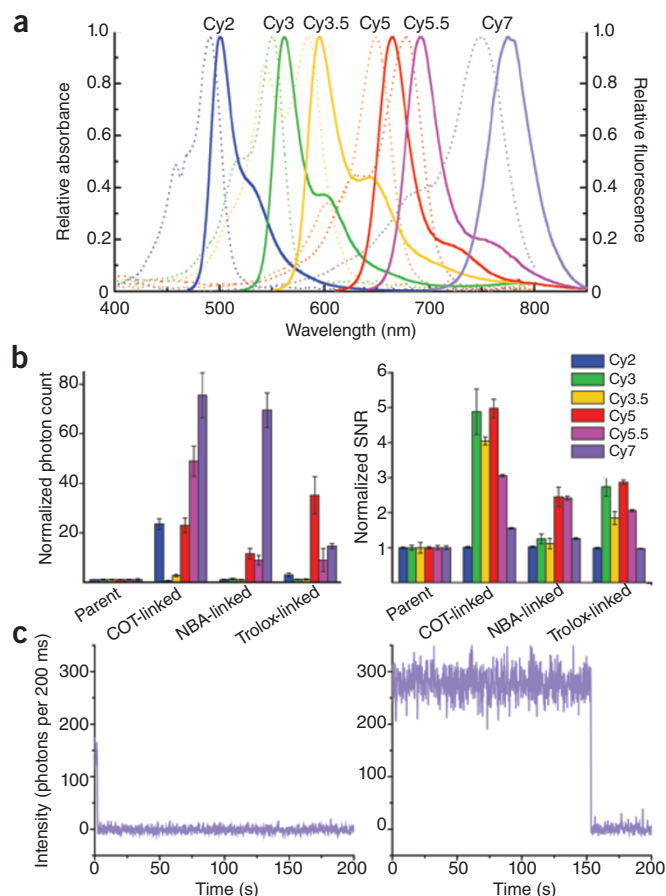 a
Cy2 Cy3 Cy3.5 Cy5 Cy5.5 Cy7
Relative absorbance
1.0
0.8
0.6
0.4
0.2
0
1.0
0.8
0.6
0.4
0.2
0
Relative fluorescence
400 500 600 700 800
Wavelength (nm)
b
Normalized photon count
80
60
40
20
Parent
COT-linked
NBA-linked
Trolox-linked
Normalized SNR
6
5
4
3
2
1
Parent
COT-linked
NBA-linked
Trolox-linked
Cy2
Cy3
Cy3.5
Cy5
Cy5.5
Cy7
c
Intensity (photons per 200 ms)
300
200
100
0
0 50 100 150 200
Time (s)
300
200
100
0
0 50 100 150 200
Time (s)